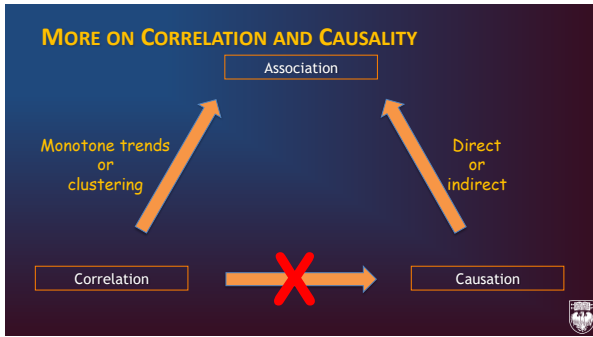 MORE ON CORRELATION AND CAUSALITY
Association
Monotone trends
or
clustering
Direct
or
indirect
Correlation
Causation